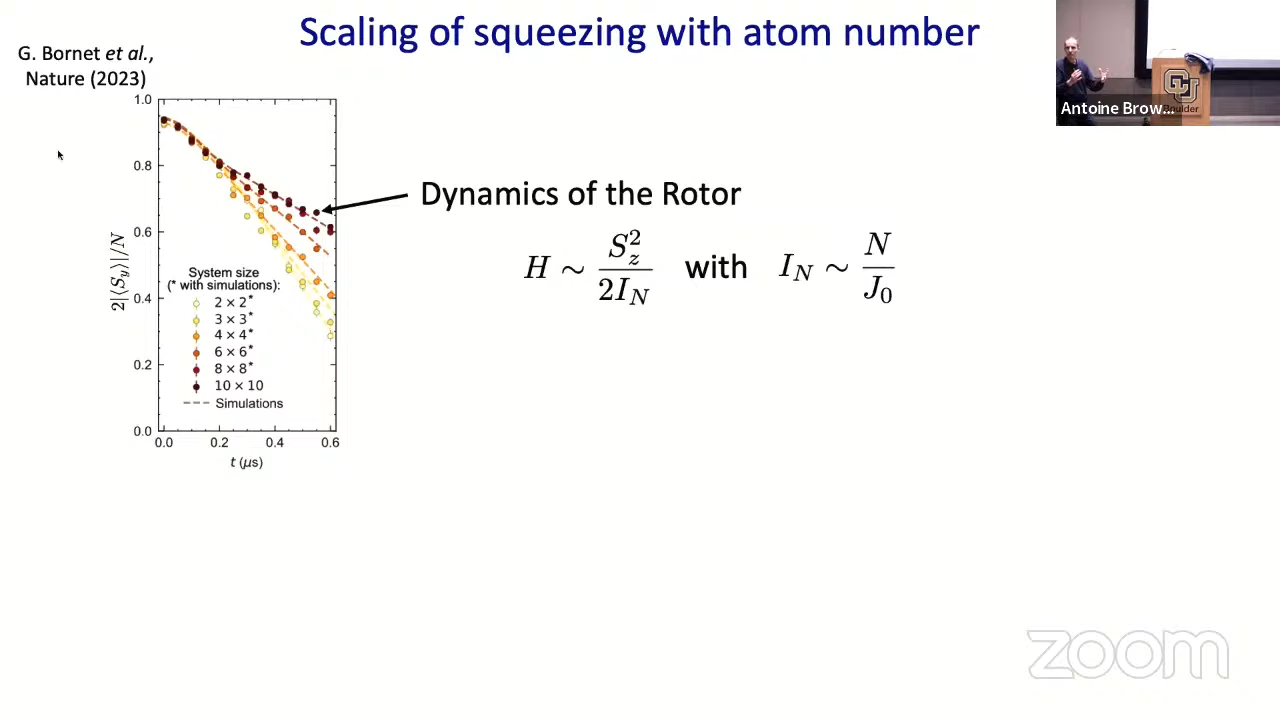 Scaling of squeezing with atom number
G. Bornet et al.,
Nature (2023)
Antoine Brow...
Boulder
Dynamics of the Rotor
H ∼ S_z^2 / 2I_N with I_N ∼ N / J_0
2|⟨S_y⟩|/N
1.0
0.8
0.6
0.4
0.2
0.0
System size
(* with simulations):
2 × 2*
3 × 3*
4 × 4*
6 × 6*
8 × 8*
10 × 10
Simulations
0.0 0.2 0.4 0.6
t (μs)
zoom